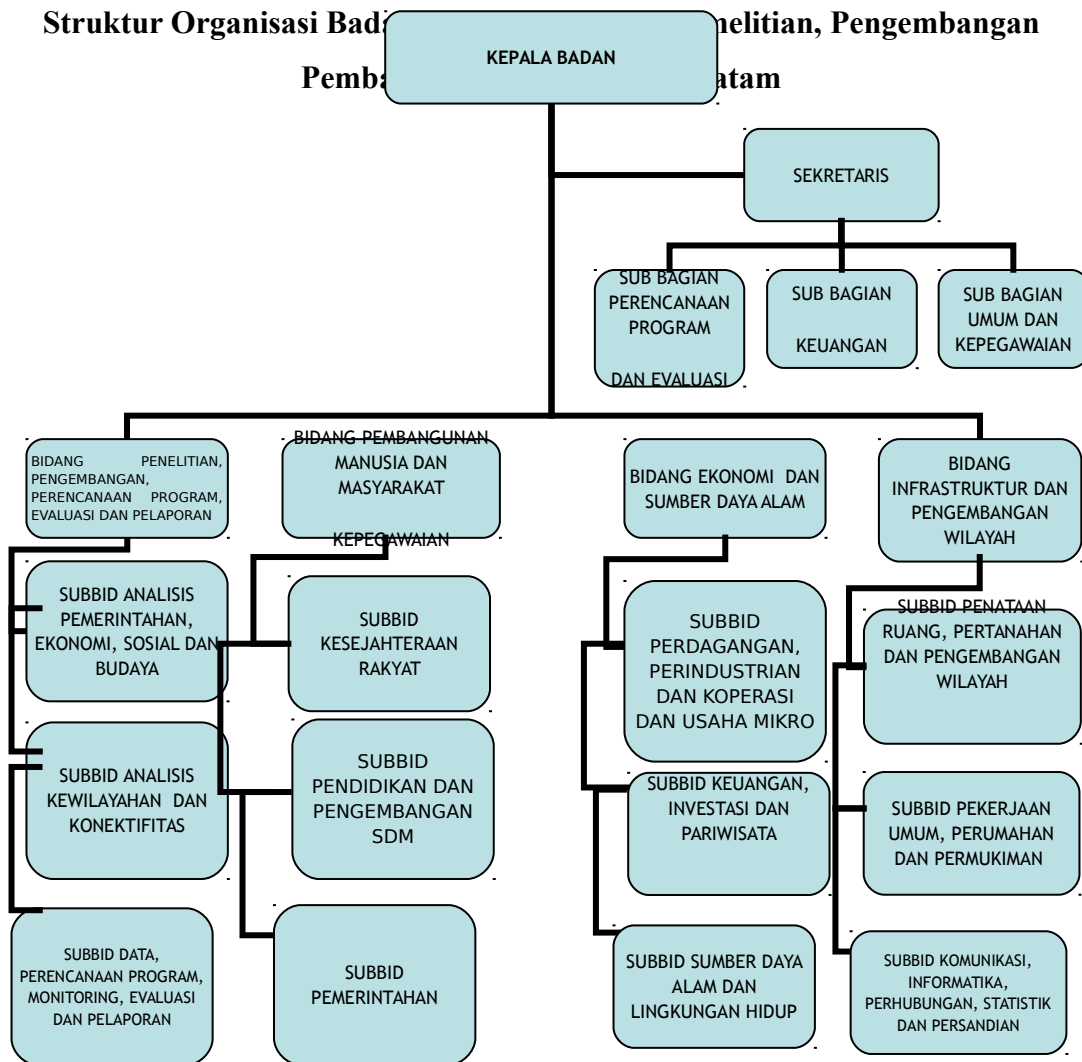 Struktur Organisasi Bada nelitian, Pengembangan
Pemba atam
KEPALA BADAN
SEKRETARIS
SUB BAGIAN
PERENCANAAN
PROGRAM
DAN EVALUASI
SUB BAGIAN
KEUANGAN
SUB BAGIAN
UMUM DAN
KEPEGAWAIAN
BIDANG PENELITIAN,
PENGEMBANGAN,
PERENCANAAN PROGRAM,
EVALUASI DAN PELAPORAN
BIDANG PEMBANGUNAN
MANUSIA DAN
MASYARAKAT
KEPEGAWAIAN
BIDANG EKONOMI DAN
SUMBER DAYA ALAM
BIDANG
INFRASTRUKTUR DAN
PENGEMBANGAN
WILAYAH
SUBBID ANALISIS
PEMERINTAHAN,
EKONOMI, SOSIAL DAN
BUDAYA
SUBBID
KESEJAHTERAAN
RAKYAT
SUBBID
PERDAGANGAN,
PERINDUSTRIAN
DAN KOPERASI
DAN USAHA MIKRO
SUBBID PENATAAN
RUANG, PERTANAHAN
DAN PENGEMBANGAN
WILAYAH
SUBBID ANALISIS
KEWILAYAHAN DAN
KONEKTIFITAS
SUBBID
PENDIDIKAN DAN
PENGEMBANGAN
SDM
SUBBID KEUANGAN,
INVESTASI DAN
PARIWISATA
SUBBID PEKERJAAN
UMUM, PERUMAHAN
DAN PERMUKIMAN
SUBBID DATA,
PERENCANAAN PROGRAM,
MONITORING, EVALUASI
DAN PELAPORAN
SUBBID
PEMERINTAHAN
SUBBID SUMBER DAYA
ALAM DAN
LINGKUNGAN HIDUP
SUBBID KOMUNIKASI,
INFORMATIKA,
PERHUBUNGAN, STATISTIK
DAN PERSANDIAN